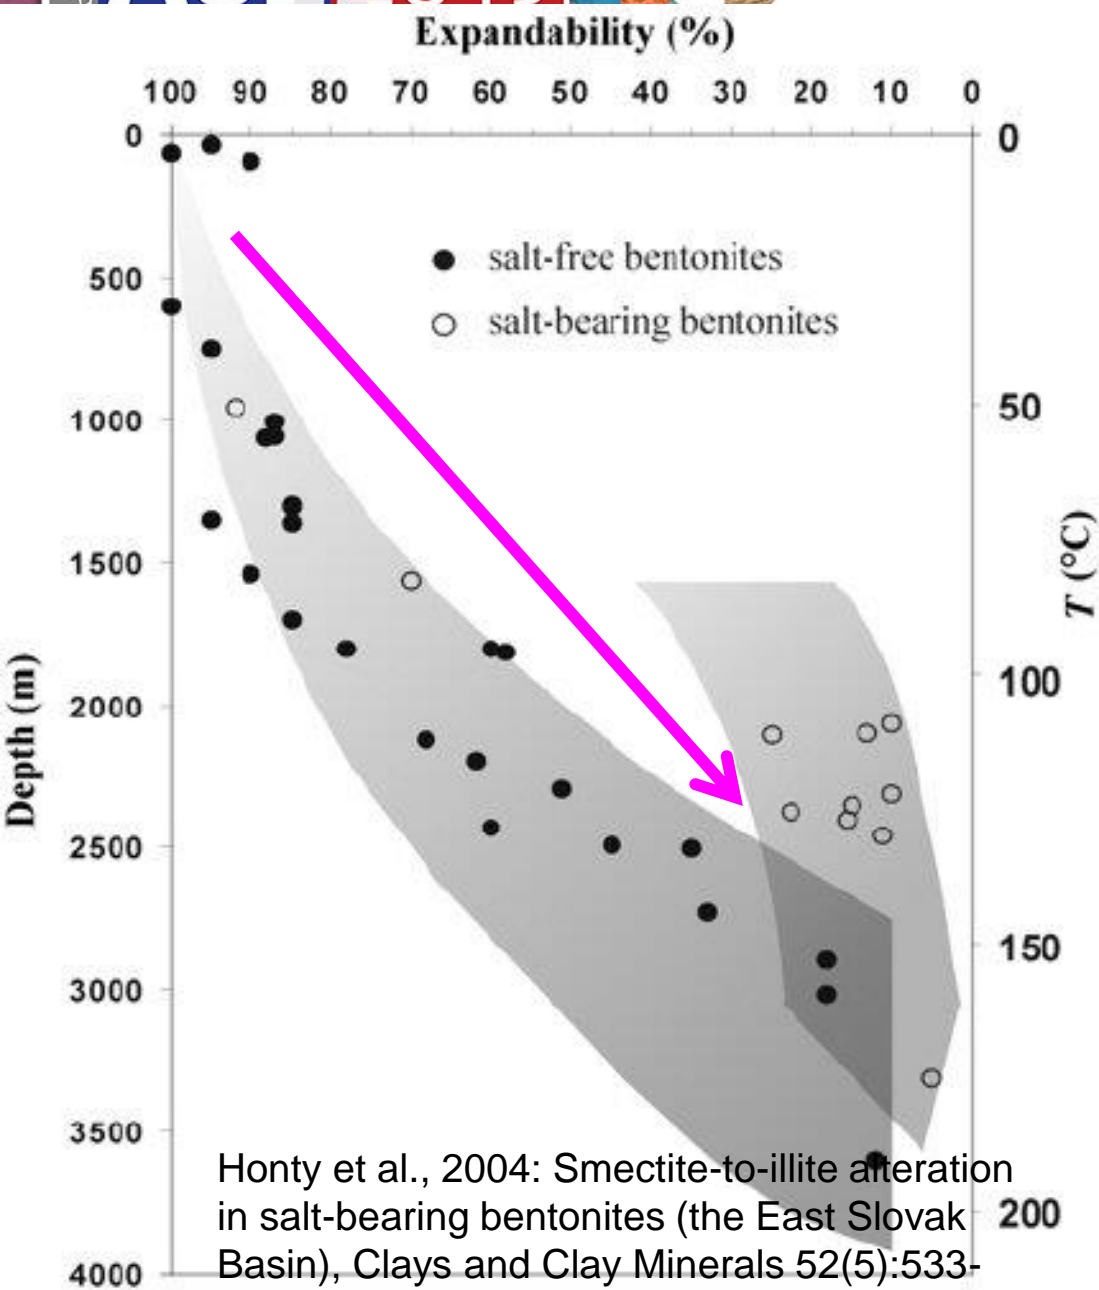 Expandability (%)
100 90 80 70 60 50 40 30 20 10 0
0
500
1000
1500
2000
2500
3000
3500
4000
Depth (m)
salt-free bentonites
salt-bearing bentonites
0
50
100
150
200
T (°C)
Honty et al., 2004: Smectite-to-illite alteration
in salt-bearing bentonites (the East Slovak
Basin), Clays and Clay Minerals 52(5):533-